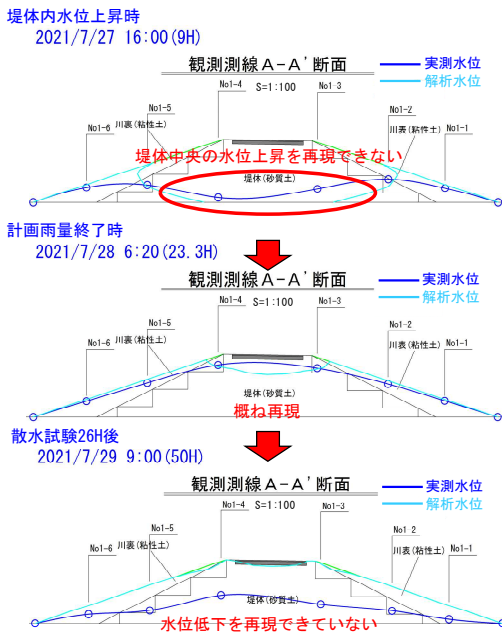 堤体内水位上昇時
2021/7/27 16:00(9H)
観測測線A-A'断面
実測水位
解析水位
S=1:100
No1-4
No1-3
No1-5
No1-2
川裏(粘性土)
川表(粘性土)
No1-6
No1-1
堤体中央の水位上昇を再現できない
堤体(砂質土)
計画雨量終了時
2021/7/28 6:20(23.3H)
観測測線A-A'断面
実測水位
解析水位
S=1:100
No1-4
No1-3
No1-5
No1-2
川裏(粘性土)
川表(粘性土)
No1-6
No1-1
堤体(砂質土)
概ね再現
散水試験26H後
2021/7/29 9:00(50H)
観測測線A-A'断面
実測水位
解析水位
S=1:100
No1-4
No1-3
No1-5
No1 2
川裏(粘性土)
川表(粘性土)
No1-6
No1-1
堤体(砂質土)
水位低下を再現できていない